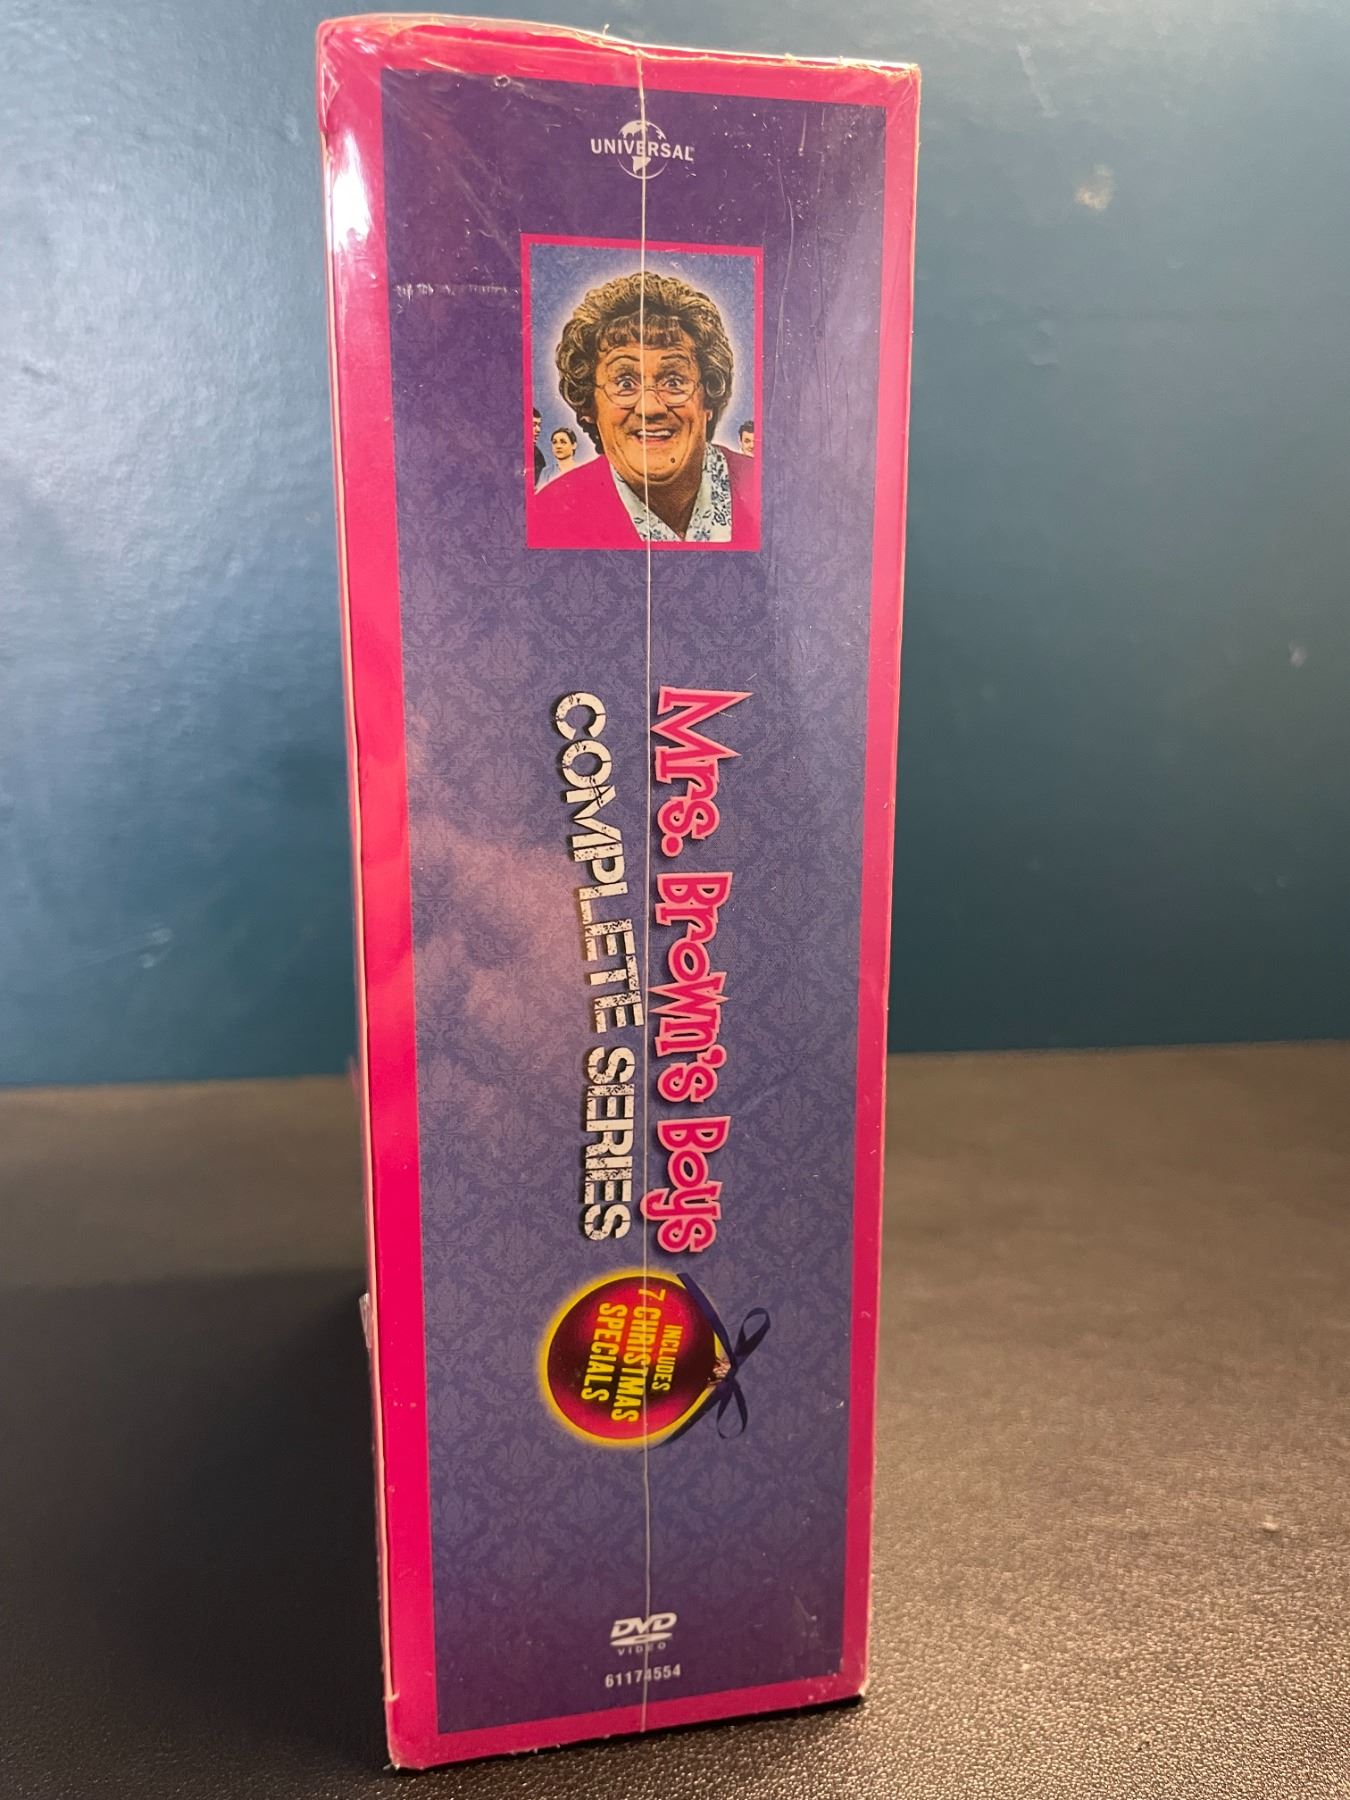 UNIVERSAL
Mrs. Brown's Boys
COMPLETE SERIES
INCLUDES
7 CHRISTMAS
SPECIALS
DVD
VIDEO
61174554